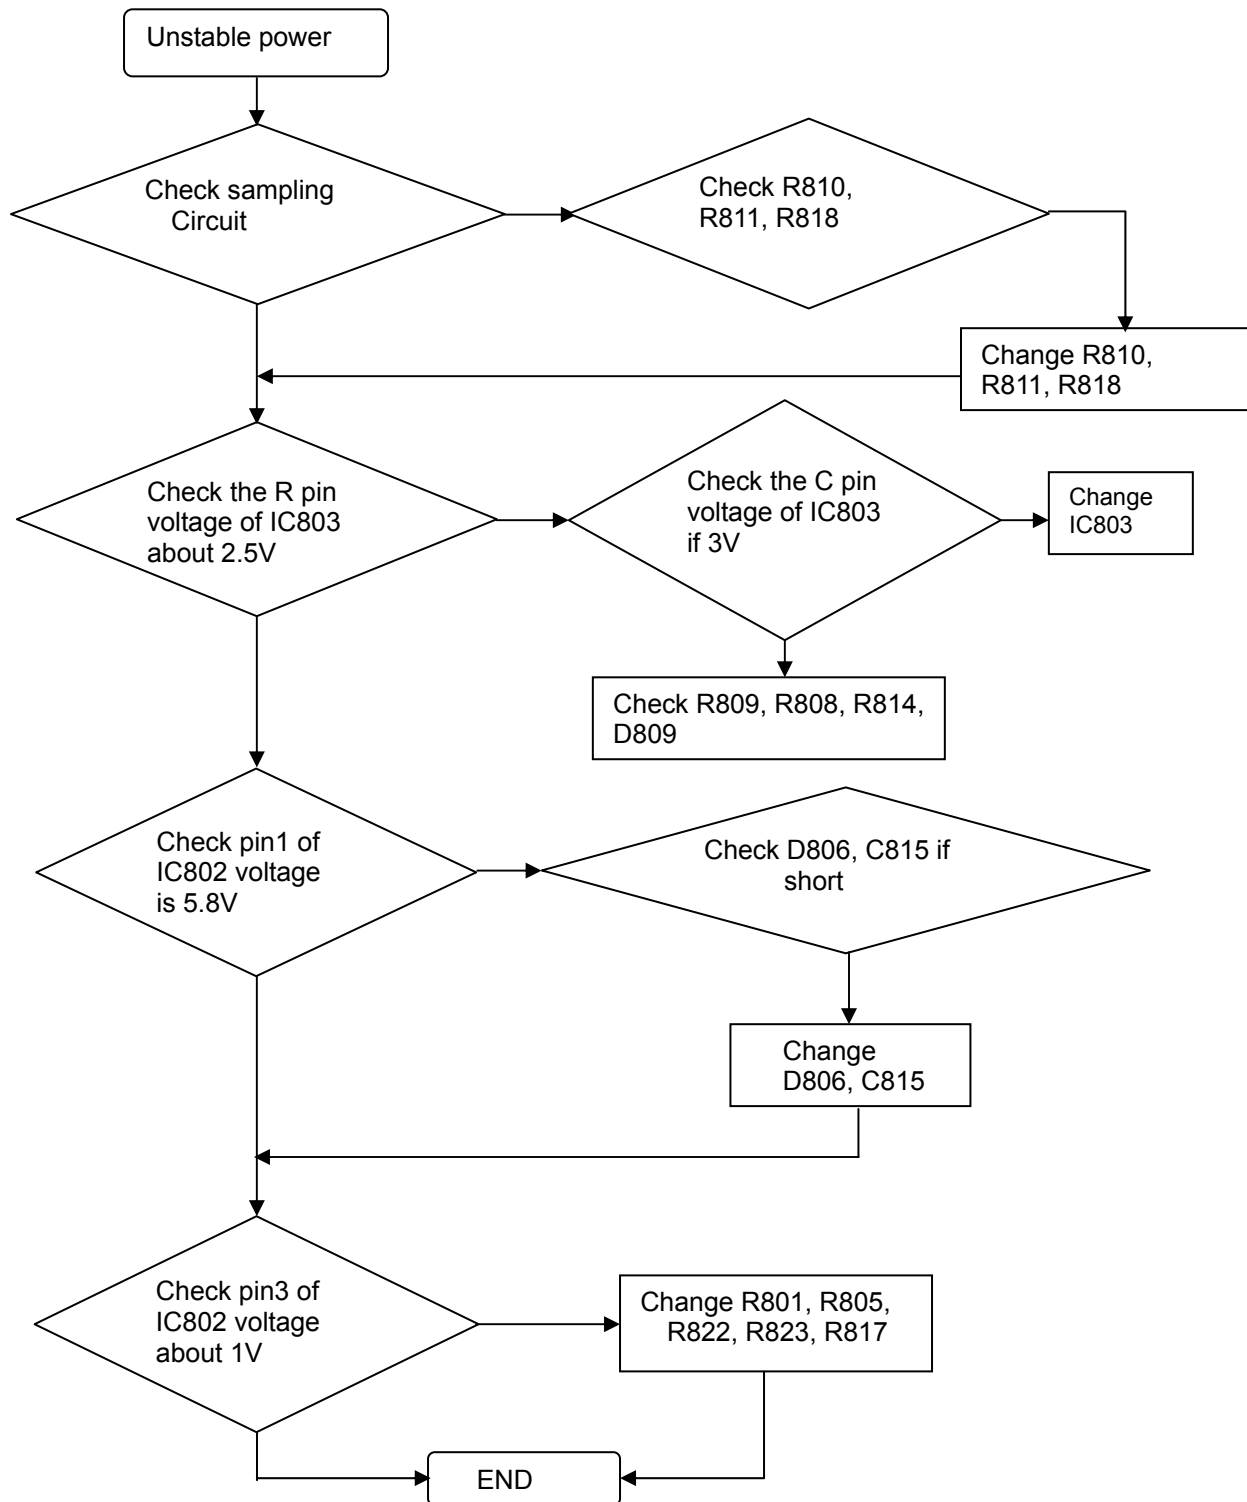 Unstable power
Check sampling
Circuit
Check R810,
R811, R818
Change R810,
R811, R818
Check the R pin
voltage of IC803
about 2.5V
Check the C pin
voltage of IC803
if 3V
Change
IC803
Check R809, R808, R814,
D809
Check pin1 of
IC802 voltage
is 5.8V
Check D806, C815 if
short
Change
D806, C815
Check pin3 of
IC802 voltage
about 1V
Change R801, R805,
R822, R823, R817
END